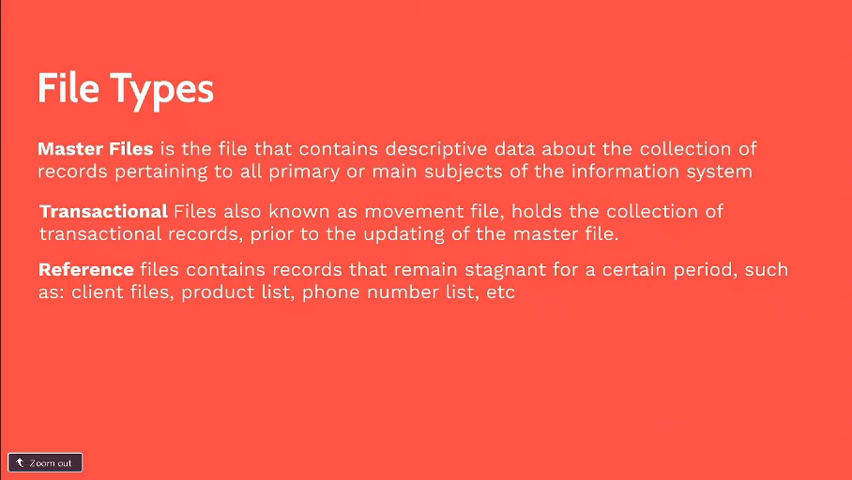 File Types
Master Files is the file that contains descriptive data about the collection of
records pertaining to all primary or main subjects of the information system
Transactional Files also known as movement file, holds the collection of
transactional records, prior to the updating of the master file.
Reference files contains records that remain stagnant for a certain period, such
as: client files, product list, phone number list, etc
Zoom out